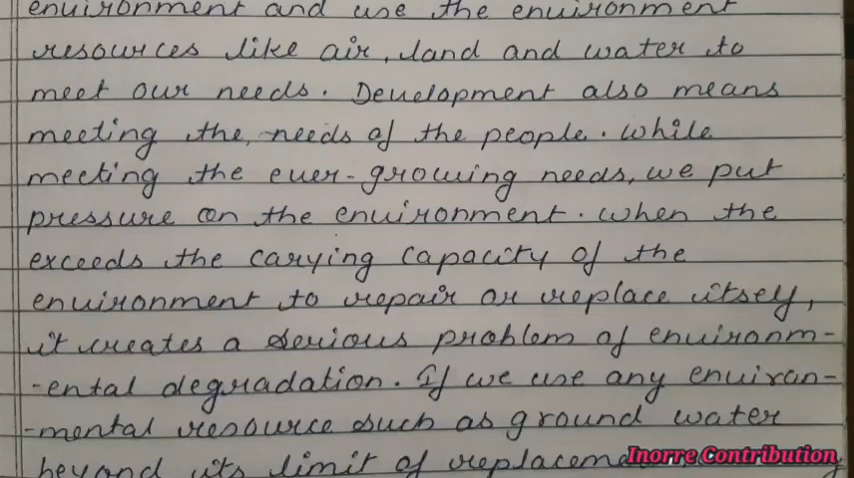 environment and use the environment
resources like air, land and water to
meet our needs. Development also means
meeting the, needs of the people. While
meeting the ever-growing needs, we put
pressure on the environment. When the
exceeds the carying capacity of the
environment to repair or replace itself,
it creates a serious problem of environm-
-ental degradation. If we use any environ-
-mental resource such as ground water
beyond its limit of replacem
Inorre Contribution